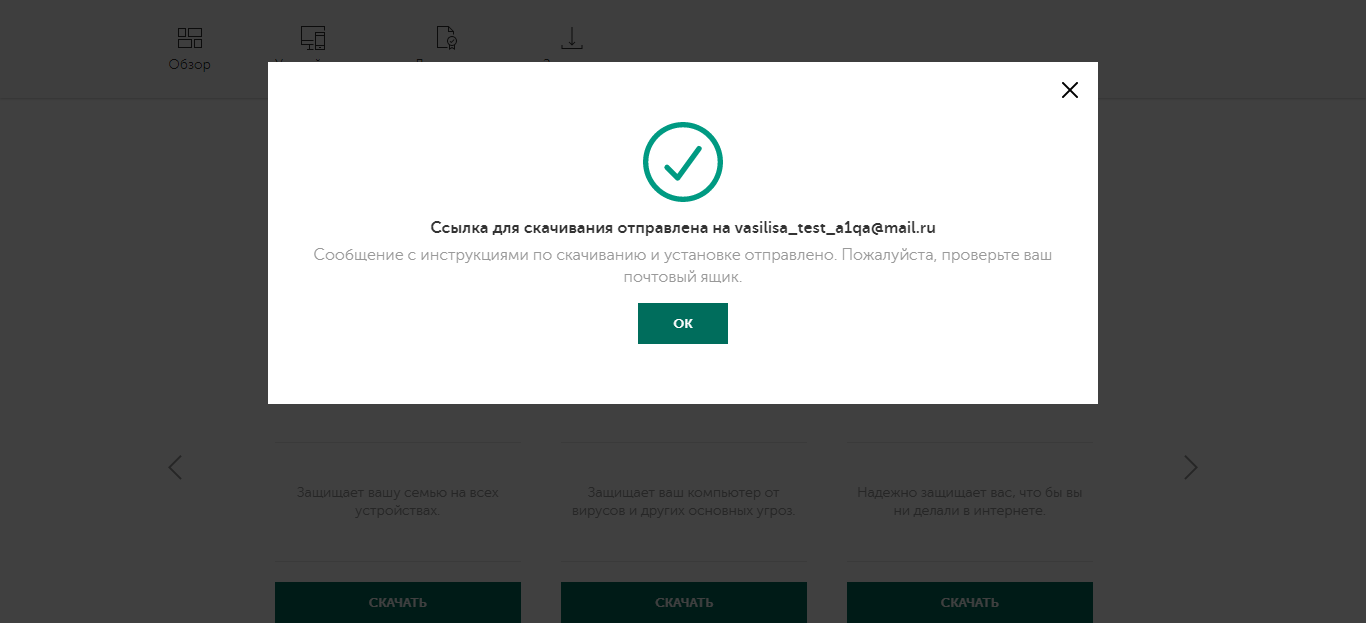 Обзор
Ссылка для скачивания отправлена на vasilisa_test_a1qa@mail.ru
Сообщение с инструкциями по скачиванию и установке отправлено. Пожалуйста, проверьте ваш
почтовый ящик.
ОК
Защищает вашу семью на всех
устройствах.
Защищает ваш компьютер от
вирусов и других основных угроз.
Надежно защищает вас, что бы вы
ни делали в интернете.
СКАЧАТЬ
СКАЧАТЬ
СКАЧАТЬ